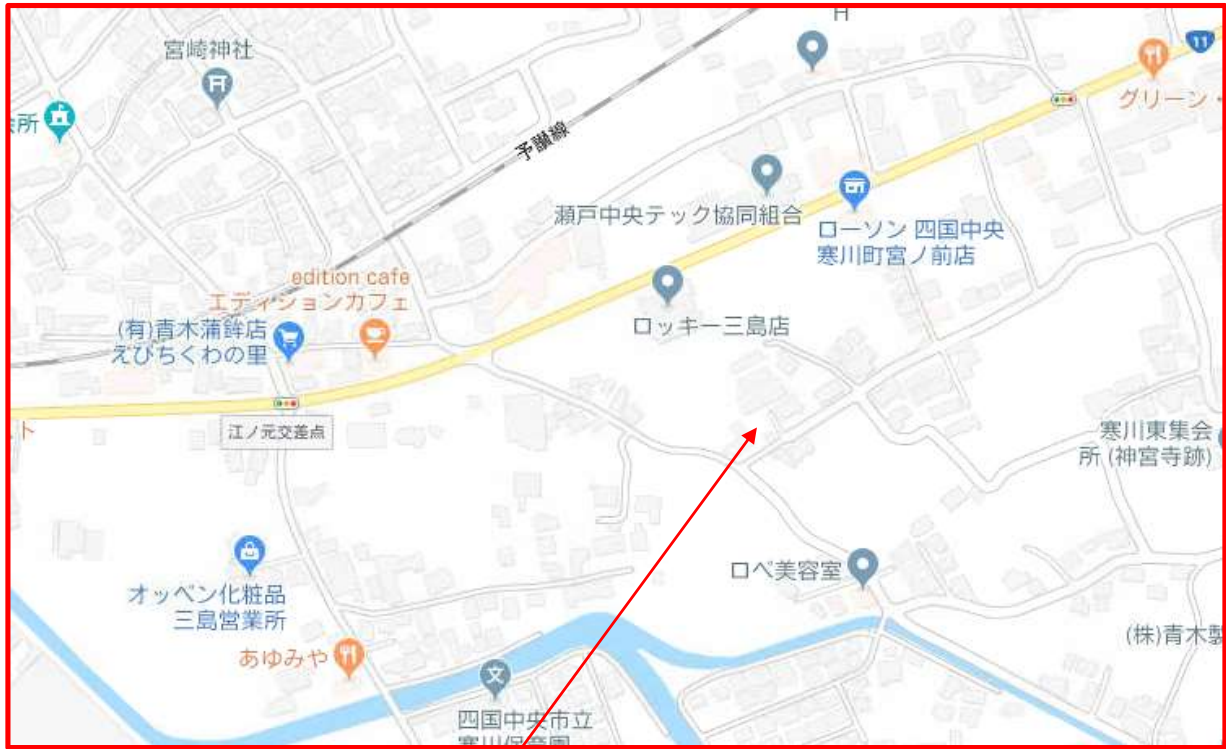 H
11
宮崎神社
グリーン・
所
予讃線
瀬戸中央テック協同組合
ローソン 四国中央
寒川町宮ノ前店
edition cafe
エディションカフェ
ロッキー三島店
(有)青木蒲鉾店
えびちくわの里
ト
江ノ元交差点
寒川東集会
所 (神宮寺跡)
ロベ美容室
オッペン化粧品
三島営業所
(株)青木
あゆみや
四国中央市立
寒川保育園